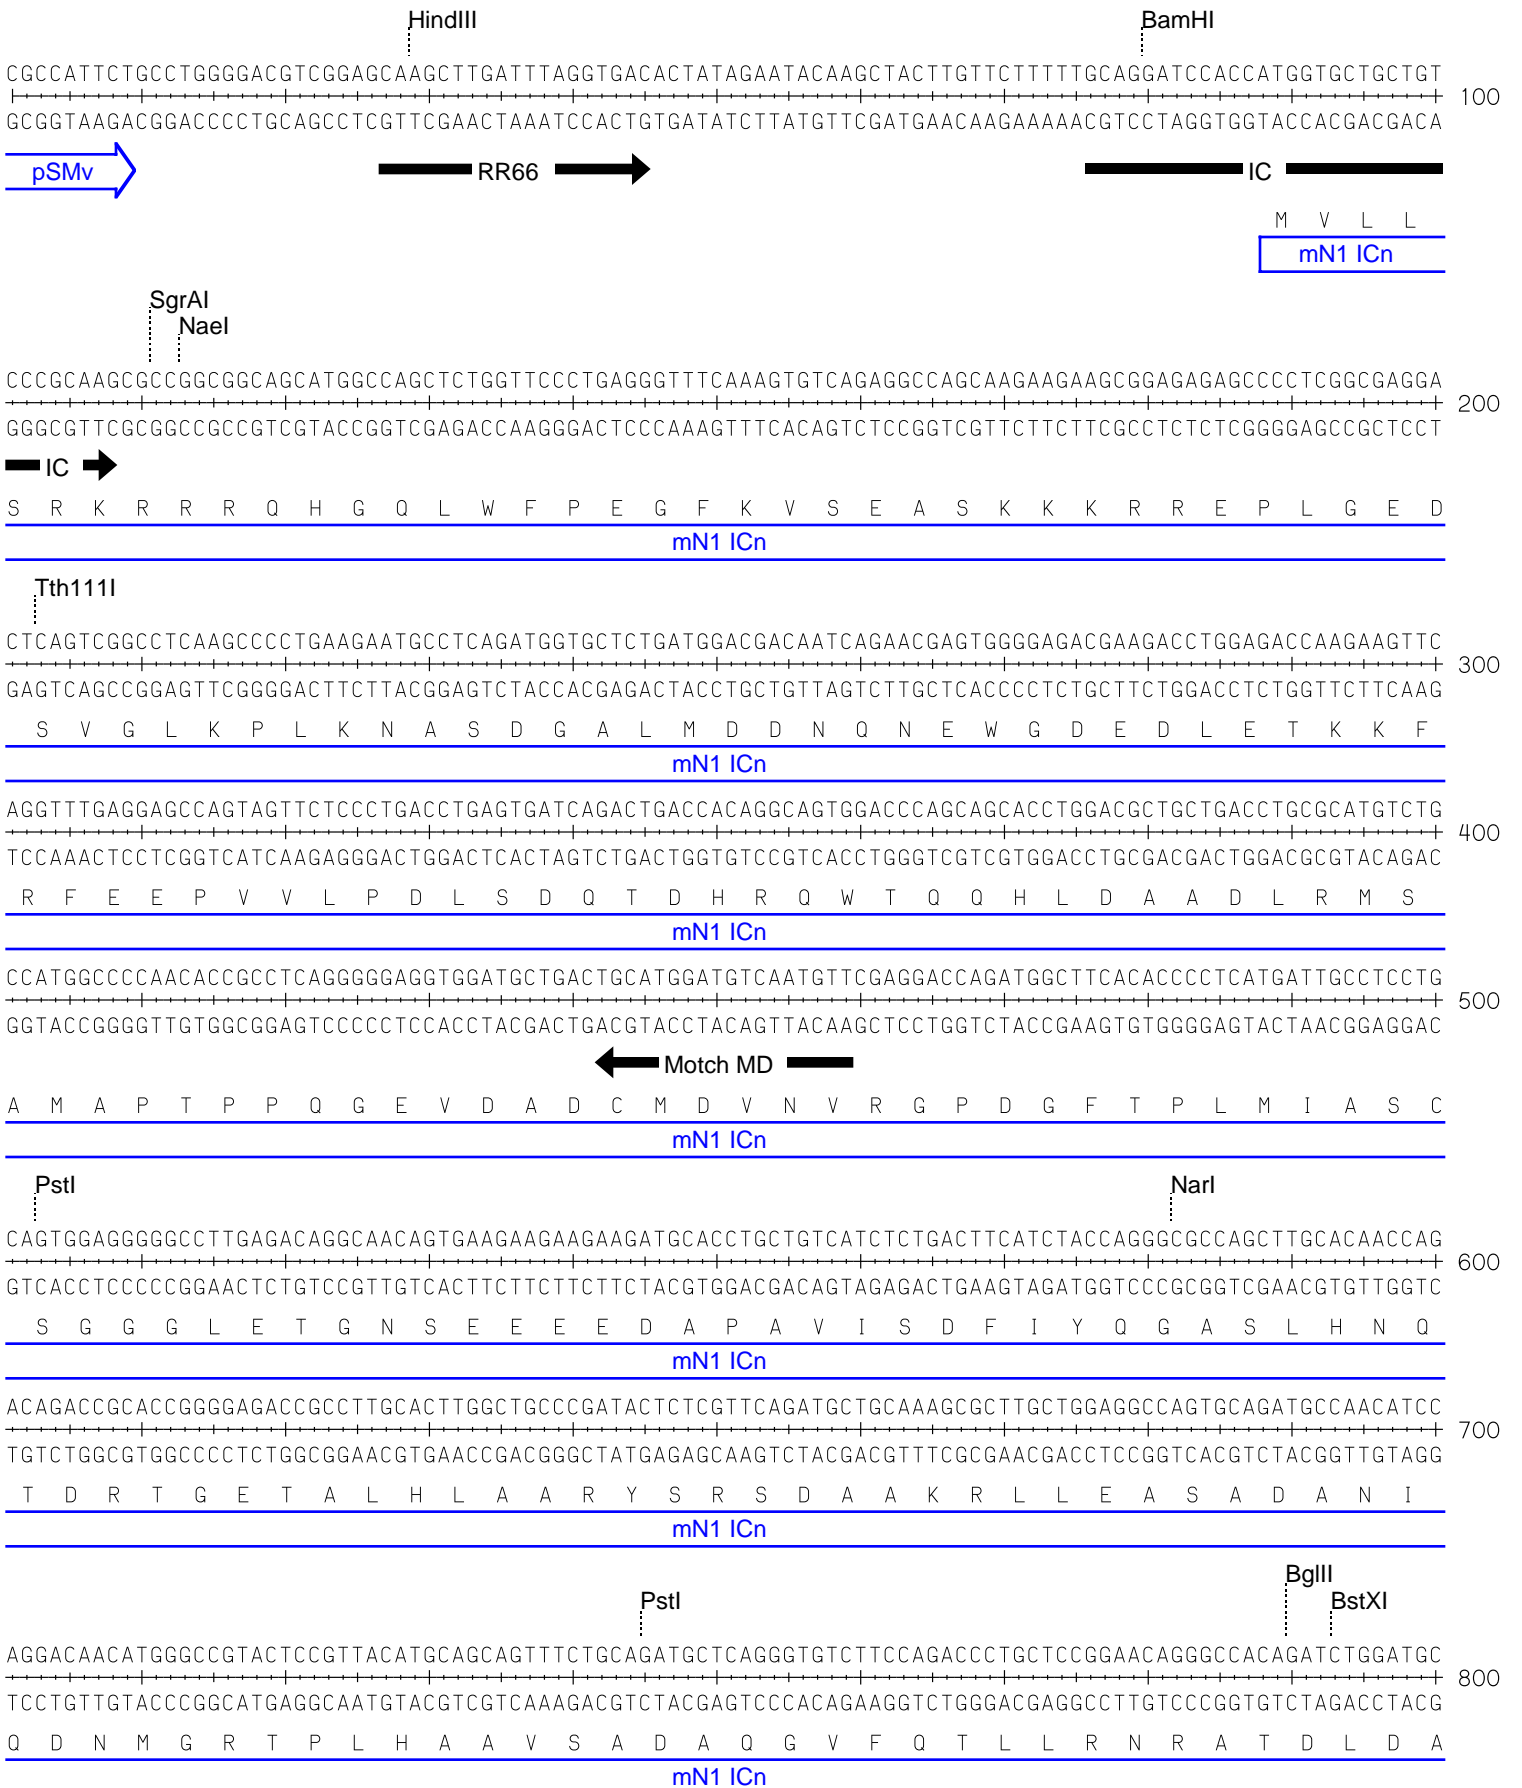 HindIII BamHI
CGCCATTCTGCCTGGGGACGTCGGAGCAAGCTTGATTTAGGTGACACTATAGAATACAAGCTACTTGTTCTTTTTGCAGGATCCACCATGGTGCTGCTGT
100
GCGGTAAGACGGACCCCTGCAGCCTCGTTCGAACTAAATCCACTGTGATATCTTATGTTCGATGAACAAGAAAAACGTCCTAGGTGGTACCACGACGACA
pSMv RR66 IC
M V L L
mN1 ICn
SgrAI
NaeI
CCCGCAAGCGCCGGCGGCAGCATGGCCAGCTCTGGTTCCCTGAGGGTTTCAAAGTGTCAGAGGCCAGCAAGAAGAAGCGGAGAGAGCCCCTCGGCGAGGA
200
GGGCGTTCGCGGCCGCCGTCGTACCGGTCGAGACCAAGGGACTCCCAAAGTTTCACAGTCTCCGGTCGTTCTTCTTCGCCTCTCTCGGGGAGCCGCTCCT
IC
S R K R R R Q H G Q L W F P E G F K V S E A S K K K R R E P L G E D
mN1 ICn
Tth111I
CTCAGTCGGCCTCAAGCCCCTGAAGAATGCCTCAGATGGTGCTCTGATGGACGACAATCAGAACGAGTGGGGAGACGAAGACCTGGAGACCAAGAAGTTC
300
GAGTCAGCCGGAGTTCGGGGACTTCTTACGGAGTCTACCACGAGACTACCTGCTGTTAGTCTTGCTCACCCCTCTGCTTCTGGACCTCTGGTTCTTCAAG
S V G L K P L K N A S D G A L M D D N Q N E W G D E D L E T K K F
mN1 ICn
AGGTTTGAGGAGCCAGTAGTTCTCCCTGACCTGAGTGATCAGACTGACCACAGGCAGTGGACCCAGCAGCACCTGGACGCTGCTGACCTGCGCATGTCTG
400
TCCAAACTCCTCGGTCATCAAGAGGGACTGGACTCACTAGTCTGACTGGTGTCCGTCACCTGGGTCGTCGTGGACCTGCGACGACTGGACGCGTACAGAC
R F E E P V V L P D L S D Q T D H R Q W T Q Q H L D A A D L R M S
mN1 ICn
CCATGGCCCCAACACCGCCTCAGGGGGAGGTGGATGCTGACTGCATGGATGTCAATGTTCGAGGACCAGATGGCTTCACACCCCTCATGATTGCCTCCTG
500
GGTACCGGGGTTGTGGCGGAGTCCCCCTCCACCTACGACTGACGTACCTACAGTTACAAGCTCCTGGTCTACCGAAGTGTGGGGAGTACTAACGGAGGAC
Motch MD
A M A P T P P Q G E V D A D C M D V N V R G P D G F T P L M I A S C
mN1 ICn
PstI NarI
CAGTGGAGGGGGCCTTGAGACAGGCAACAGTGAAGAAGAAGAAGATGCACCTGCTGTCATCTCTGACTTCATCTACCAGGGCGCCAGCTTGCACAACCAG
600
GTCACCTCCCCCGGAACTCTGTCCGTTGTCACTTCTTCTTCTTCTACGTGGACGACAGTAGAGACTGAAGTAGATGGTCCCGCGGTCGAACGTGTTGGTC
S G G G L E T G N S E E E E D A P A V I S D F I Y Q G A S L H N Q
mN1 ICn
ACAGACCGCACCGGGGAGACCGCCTTGCACTTGGCTGCCCGATACTCTCGTTCAGATGCTGCAAAGCGCTTGCTGGAGGCCAGTGCAGATGCCAACATCC
700
TGTCTGGCGTGGCCCCTCTGGCGGAACGTGAACCGACGGGCTATGAGAGCAAGTCTACGACGTTTCGCGAACGACCTCCGGTCACGTCTACGGTTGTAGG
T D R T G E T A L H L A A R Y S R S D A A K R L L E A S A D A N I
mN1 ICn
BglII
PstI BstXI
AGGACAACATGGGCCGTACTCCGTTACATGCAGCAGTTTCTGCAGATGCTCAGGGTGTCTTCCAGACCCTGCTCCGGAACAGGGCCACAGATCTGGATGC
800
TCCTGTTGTACCCGGCATGAGGCAATGTACGTCGTCAAAGACGTCTACGAGTCCCACAGAAGGTCTGGGACGAGGCCTTGTCCCGGTGTCTAGACCTACG
Q D N M G R T P L H A A V S A D A Q G V F Q T L L R N R A T D L D A
mN1 ICn